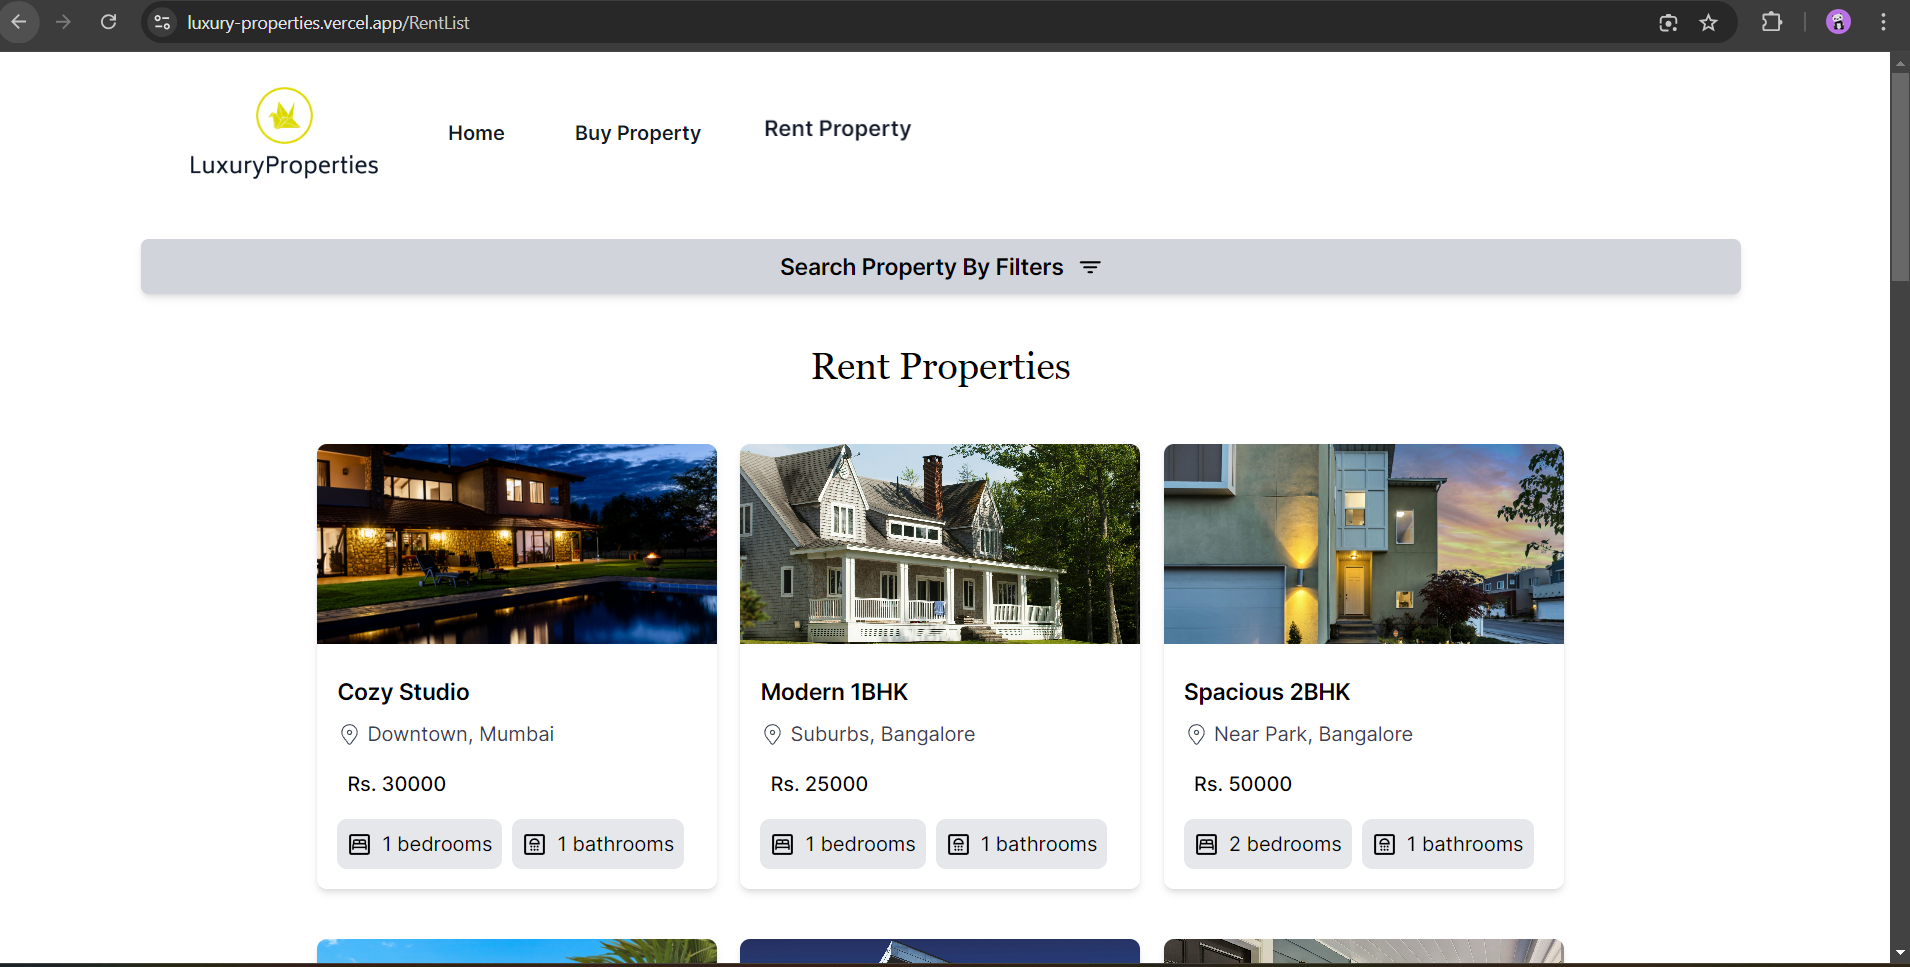 luxury-properties.vercel.app/RentList
LuxuryProperties
Home
Buy Property
Rent Property
Search Property By Filters
Rent Properties
Cozy Studio
Downtown, Mumbai
Rs. 30000
1 bedrooms
1 bathrooms
Modern 1BHK
Suburbs, Bangalore
Rs. 25000
1 bedrooms
1 bathrooms
Spacious 2BHK
Near Park, Bangalore
Rs. 50000
2 bedrooms
1 bathrooms